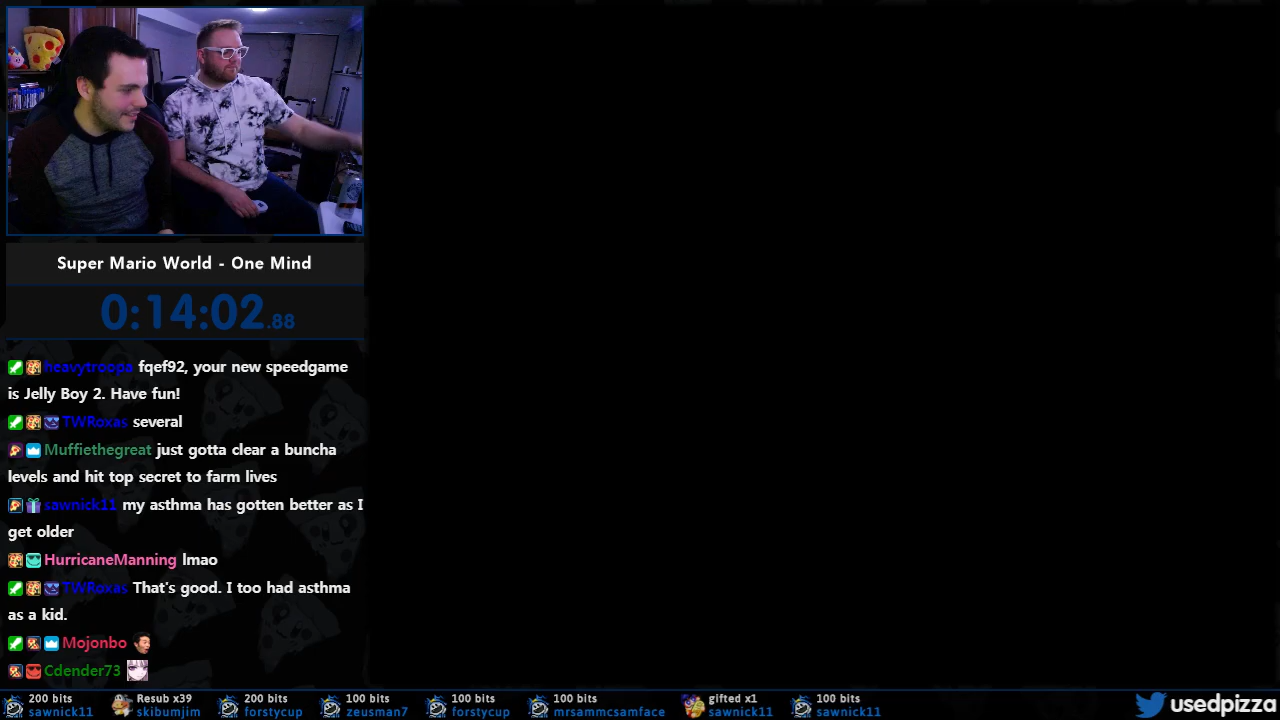 Super Mario World - One Mind
0:14:02.88
heavytroopa fqef92, your new speedgame
is Jelly Boy 2. Have fun!
TWRoxas several
Muffiethegreat just gotta clear a buncha
levels and hit top secret to farm lives
sawnick11 my asthma has gotten better as I
get older
HurricaneManning lmao
TWRoxas That's good. I too had asthma
as a kid.
Mojonbo
Cdender73
200 bits
sawnick11
Resub x39
skibumjim
200 bits
forstycup
100 bits
zeusman7
100 bits
forstycup
100 bits
mrsammcsamface
gifted x1
sawnick11
100 bits
sawnick11
usedpizza